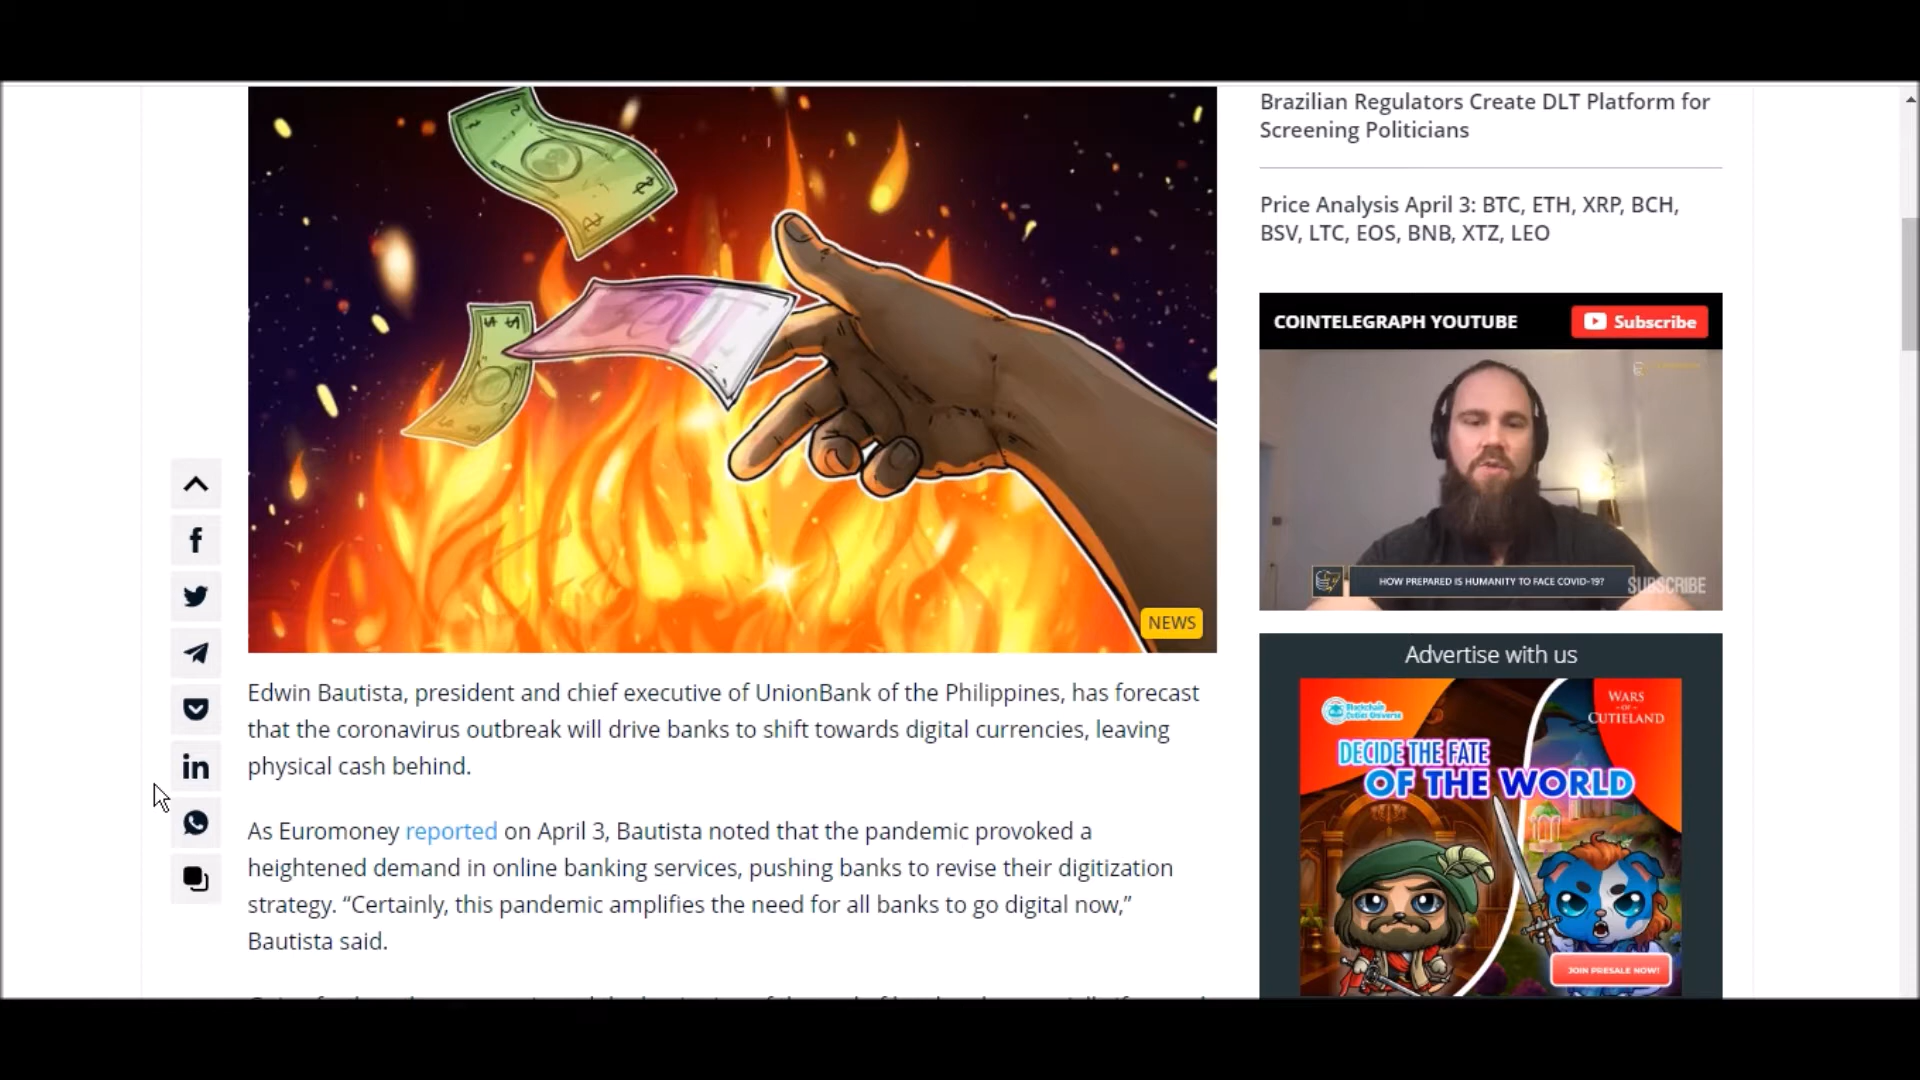 Brazilian Regulators Create DLT Platform for
Screening Politicians
Price Analysis April 3: BTC, ETH, XRP, BCH,
BSV, LTC, EOS, BNB, XTZ, LEO
COINTELEGRAPH YOUTUBE
Subscribe
HOW PREPARED IS HUMANITY TO FACE COVID-19?
SUBSCRIBE
NEWS
Edwin Bautista, president and chief executive of UnionBank of the Philippines, has forecast
that the coronavirus outbreak will drive banks to shift towards digital currencies, leaving
physical cash behind.
As Euromoney reported on April 3, Bautista noted that the pandemic provoked a
heightened demand in online banking services, pushing banks to revise their digitization
strategy. “Certainly, this pandemic amplifies the need for all banks to go digital now,”
Bautista said.
Advertise with us
Blockchain
Cuties Universe
WARS
OF
CUTIELAND
DECIDE THE FATE
OF THE WORLD
JOIN PRESALE NOW!